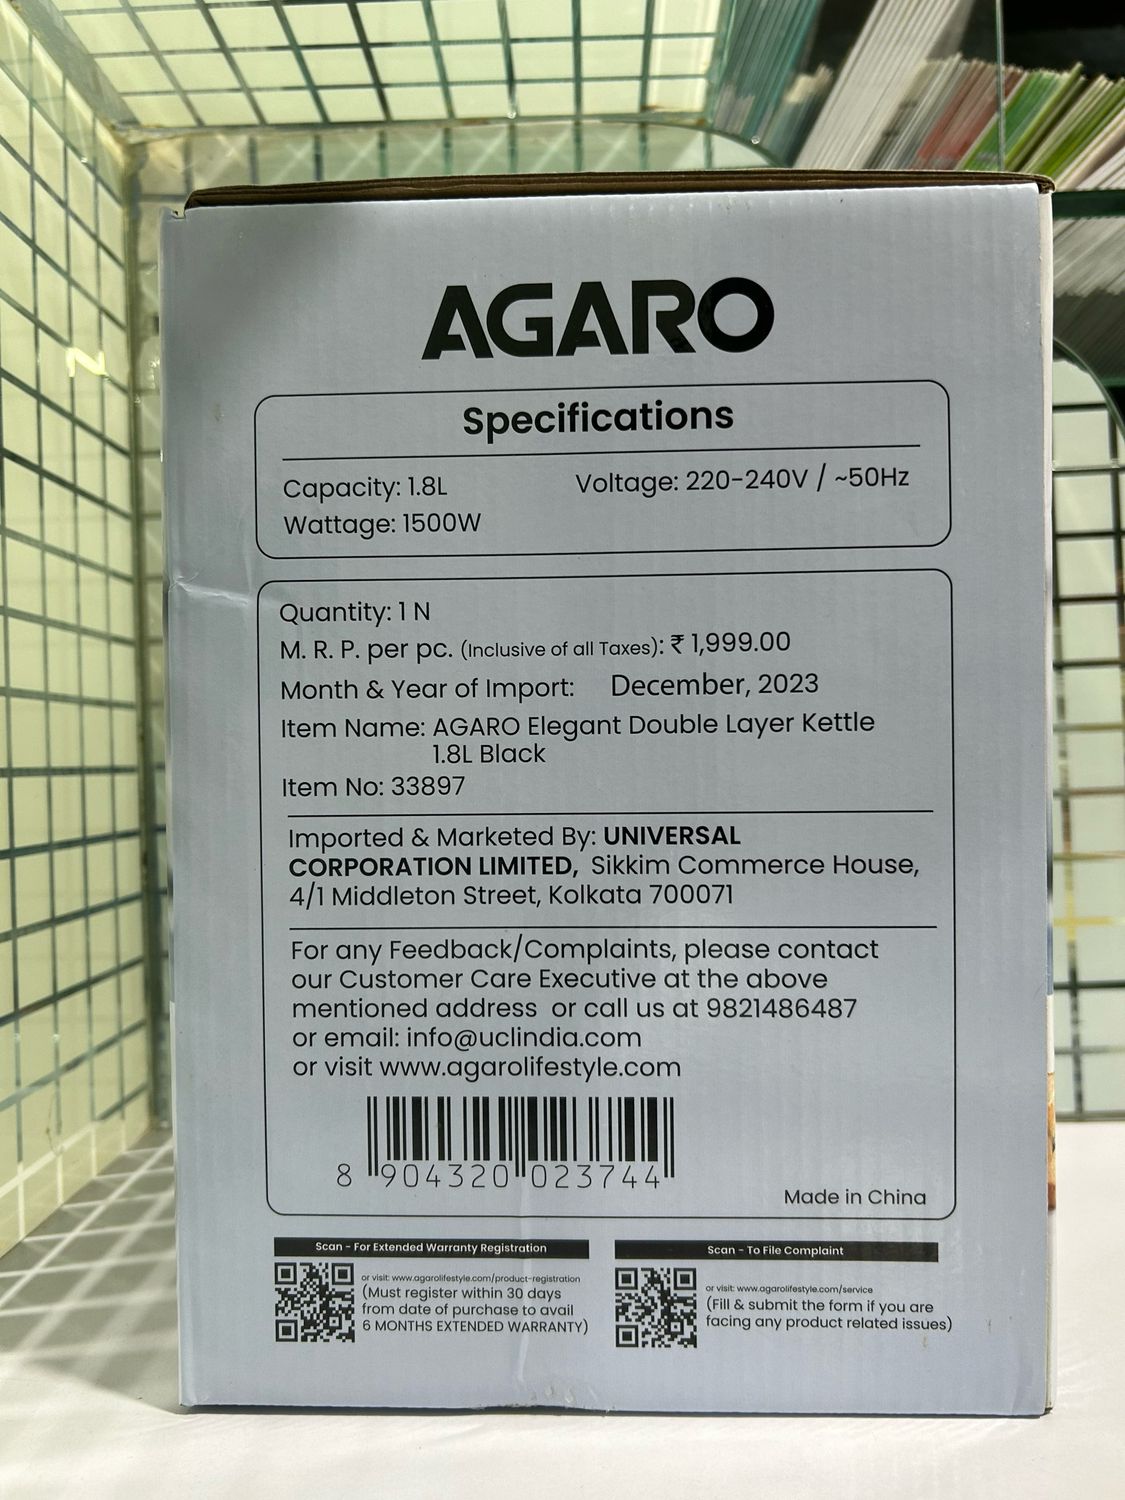 AGARO
Specifications
Capacity: 1.8L Voltage: 220-240V / ~50Hz
Wattage: 1500W
Quantity: 1 N
M. R. P. per pc. (Inclusive of all Taxes): ₹ 1,999.00
Month & Year of Import: December, 2023
Item Name: AGARO Elegant Double Layer Kettle
1.8L Black
Item No: 33897
Imported & Marketed By: UNIVERSAL
CORPORATION LIMITED, Sikkim Commerce House,
4/1 Middleton Street, Kolkata 700071
For any Feedback/Complaints, please contact
our Customer Care Executive at the above
mentioned address or call us at 9821486487
or email: info@uclindia.com
or visit www.agarolifestyle.com
8 904320 023744
Made in China
Scan - For Extended Warranty Registration
or visit: www.agarolifestyle.com/product-registration
(Must register within 30 days
from date of purchase to avail
6 MONTHS EXTENDED WARRANTY)
Scan - To File Complaint
or visit: www.agarolifestyle.com/service
(Fill & submit the form if you are
facing any product related issues)